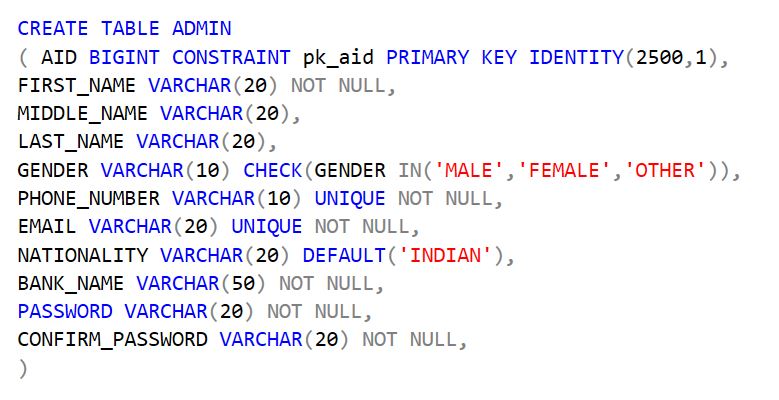 CREATE TABLE ADMIN
( AID BIGINT CONSTRAINT pk_aid PRIMARY KEY IDENTITY(2500,1),
FIRST_NAME VARCHAR(20) NOT NULL,
MIDDLE_NAME VARCHAR(20),
LAST_NAME VARCHAR(20),
GENDER VARCHAR(10) CHECK(GENDER IN('MALE','FEMALE','OTHER')),
PHONE_NUMBER VARCHAR(10) UNIQUE NOT NULL,
EMAIL VARCHAR(20) UNIQUE NOT NULL,
NATIONALITY VARCHAR(20) DEFAULT('INDIAN'),
BANK_NAME VARCHAR(50) NOT NULL,
PASSWORD VARCHAR(20) NOT NULL,
CONFIRM_PASSWORD VARCHAR(20) NOT NULL,
)